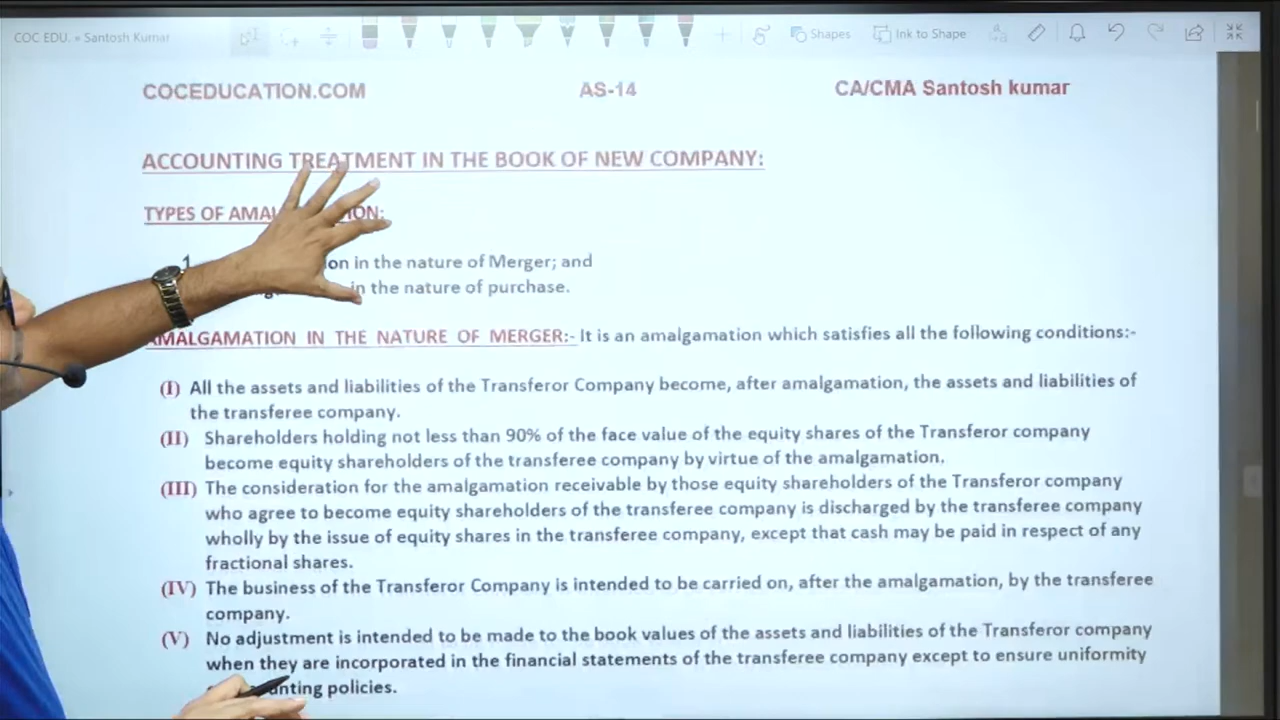 COC EDU. » Santosh Kumar
Shapes
Ink to Shape
COCEDUCATION.COM AS-14 CA/CMA Santosh kumar
ACCOUNTING TREATMENT IN THE BOOK OF NEW COMPANY:
TYPES OF
1 in the nature of Merger; and
in the nature of purchase.
AMALGAMATION IN THE NATURE OF MERGER:- It is an amalgamation which satisfies all the following conditions:-
(I) All the assets and liabilities of the Transferor Company become, after amalgamation, the assets and liabilities of
the transferee company.
(II) Shareholders holding not less than 90% of the face value of the equity shares of the Transferor company
become equity shareholders of the transferee company by virtue of the amalgamation.
(III) The consideration for the amalgamation receivable by those equity shareholders of the Transferor company
who agree to become equity shareholders of the transferee company is discharged by the transferee company
wholly by the issue of equity shares in the transferee company, except that cash may be paid in respect of any
fractional shares.
(IV) The business of the Transferor Company is intended to be carried on, after the amalgamation, by the transferee
company.
(V) No adjustment is intended to be made to the book values of the assets and liabilities of the Transferor company
when they are incorporated in the financial statements of the transferee company except to ensure uniformity
policies.